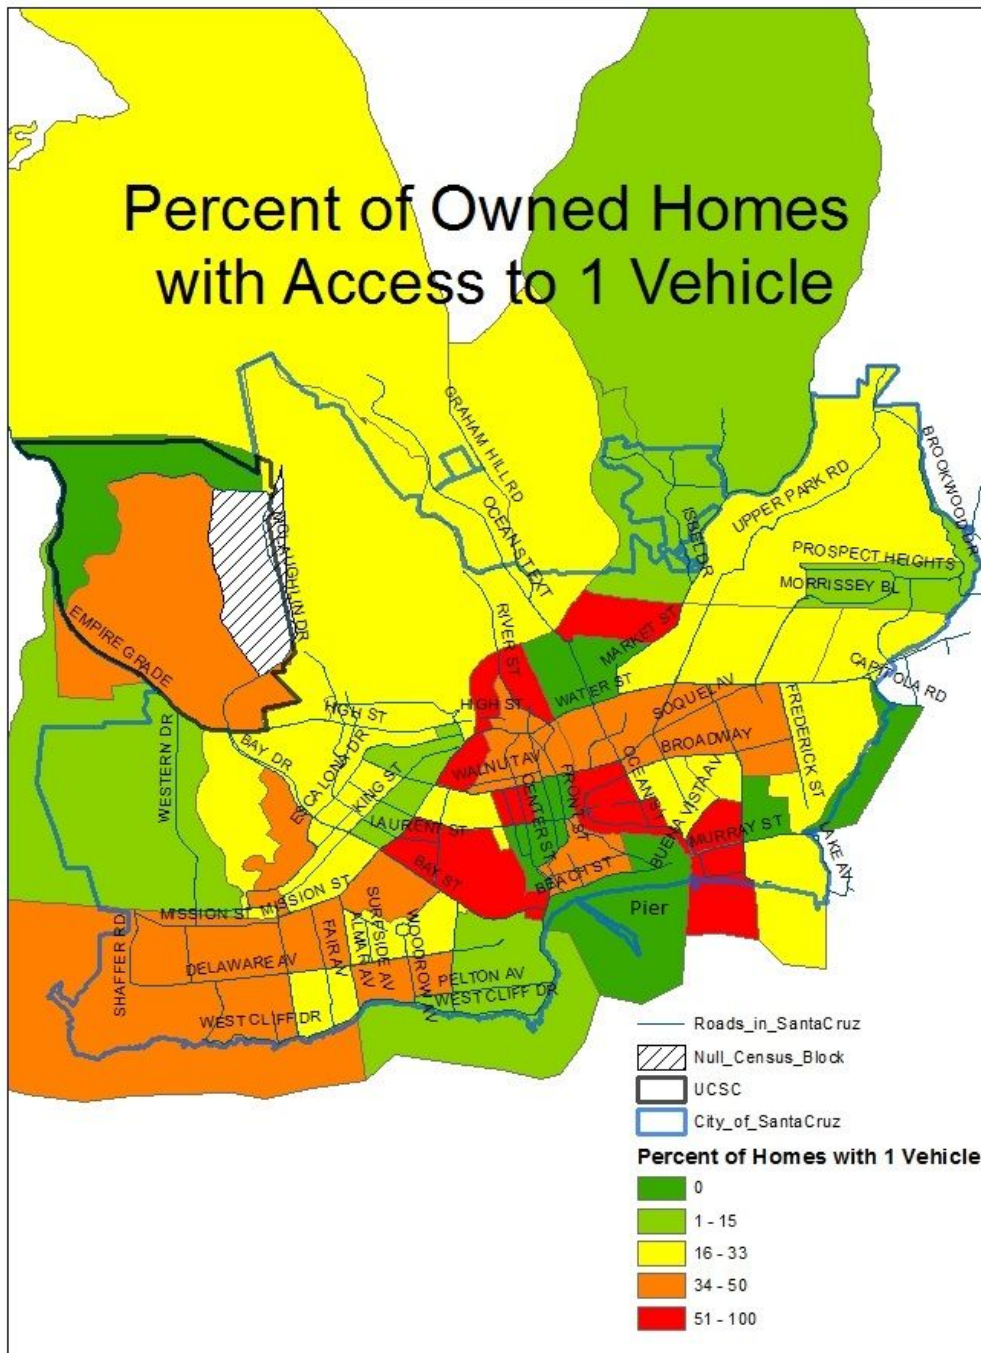 Percent of Owned Homes
with Access to 1 Vehicle
GRAHAM HILL RD
OCEAN ST EXT
UPPER PARK RD
BROOKWOOD DR
ISBEL DR
PROSPECT HEIGHTS
MORRISSEY BL
MCLAUGHLIN DR
EMPIRE GRADE
RIVER ST
MARKET ST
CAPITOLA RD
WATER ST
HIGH ST
HIGH ST
SOQUEL AV
FREDERICK ST
WESTERN DR
BAY DR
ESCALONA DR
KING ST
WALNUT AV
BROADWAY
CENTER ST
FRONT ST
OCEAN ST
BUENA VISTA AV
LAURENT ST
BAY ST
MURRAY ST
LAKE AV
BEACH ST
MISSION ST
MISSION ST
SHAFFER RD
FAIR AV
ALMAR AV
SURFSIDE AV
WOODROW AV
Pier
DELAWARE AV
PELTON AV
WEST CLIFF DR
WEST CLIFF DR
Roads_in_SantaCruz
Null_Census_Block
UCSC
City_of_SantaCruz
Percent of Homes with 1 Vehicle
0
1 - 15
16 - 33
34 - 50
51 - 100